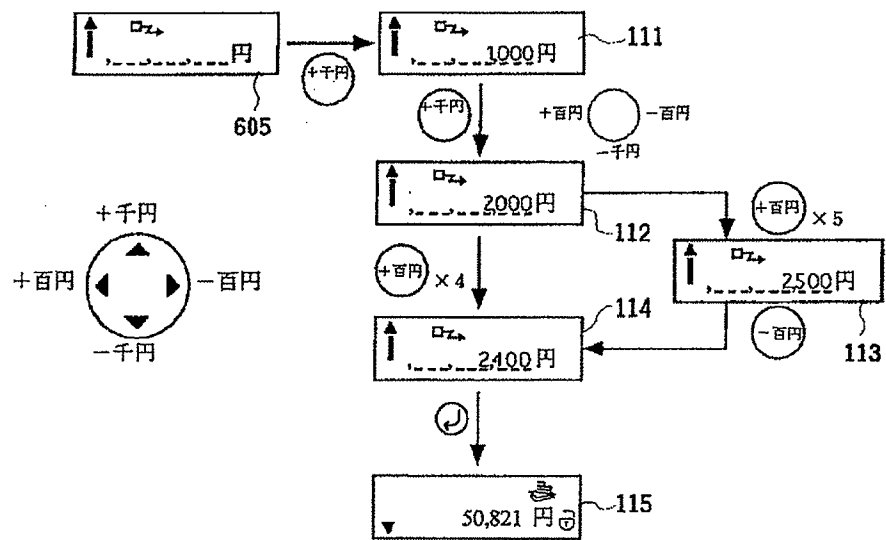 円
605
+千円
1000円
111
+千円
+百円
−百円
−千円
2000円
112
+百円
×5
+千円
+百円
−百円
−千円
+百円
×4
2500円
113
−百円
2400円
114
50,821 円
115